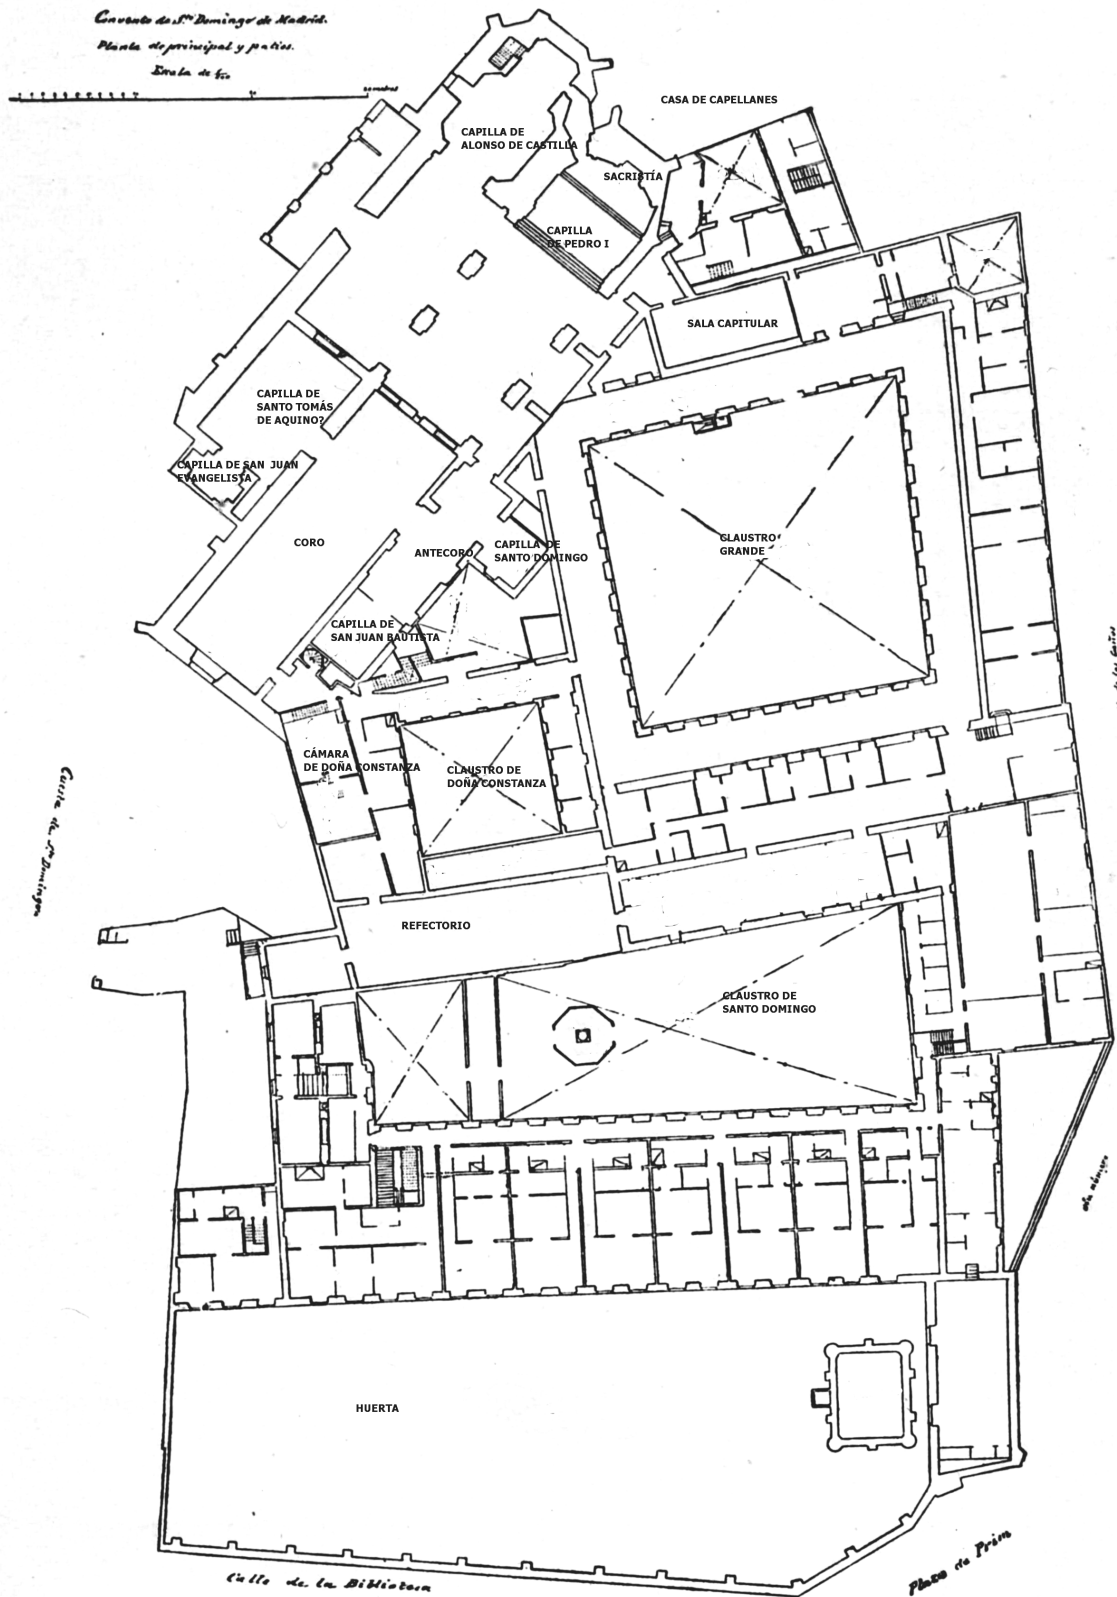 Convento de Sto. Domingo de Madrid.
Planta de principal y patios.
Escala de
CASA DE CAPELLANES
CAPILLA DE
ALONSO DE CASTILLA
SACRISTÍA
CAPILLA
DE PEDRO I
SALA CAPITULAR
CAPILLA DE
SANTO TOMÁS
DE AQUINO?
CAPILLA DE SAN JUAN
EVANGELISTA
CORO
ANTECORO
CAPILLA DE
SANTO DOMINGO
CLAUSTRO
GRANDE
CAPILLA DE
SAN JUAN BAUTISTA
CÁMARA
DE DOÑA CONSTANZA
CLAUSTRO DE
DOÑA CONSTANZA
Cuesta de Sto. Domingo
REFECTORIO
CLAUSTRO DE
SANTO DOMINGO
HUERTA
Calle de la Biblioteca
Plaza de Prim